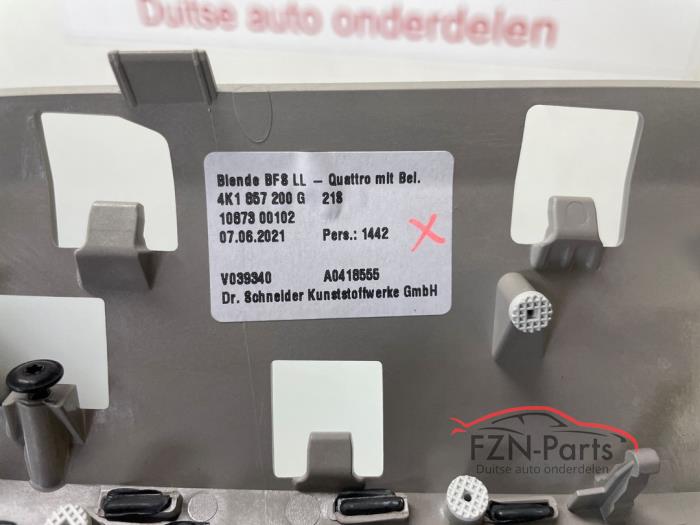 Duitse auto onderdelen
Blende BFS LL - Quattro mit Bel.
4K1 857 200 G 218
10873 00102
07.06.2021 Pers.: 1442
V039340 A0418555
Dr. Schneider Kunststoffwerke GmbH
FZN-Parts
Duitse auto onderdelen